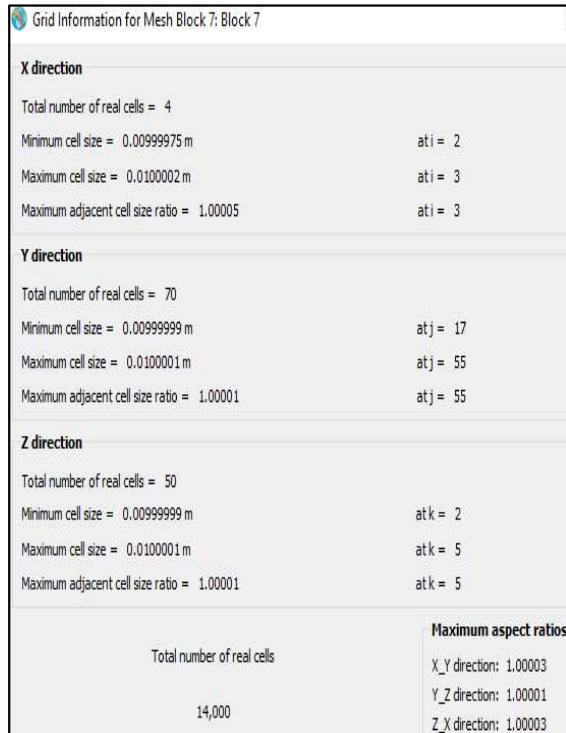 Grid Information for Mesh Block 7: Block 7
X direction
Total number of real cells = 4
Minimum cell size = 0.00999975 m at i = 2
Maximum cell size = 0.0100002 m at i = 3
Maximum adjacent cell size ratio = 1.00005 at i = 3
Y direction
Total number of real cells = 70
Minimum cell size = 0.00999999 m at j = 17
Maximum cell size = 0.0100001 m at j = 55
Maximum adjacent cell size ratio = 1.00001 at j = 55
Z direction
Total number of real cells = 50
Minimum cell size = 0.00999999 m at k = 2
Maximum cell size = 0.0100001 m at k = 5
Maximum adjacent cell size ratio = 1.00001 at k = 5
Total number of real cells
14,000
Maximum aspect ratios
X_Y direction: 1.00003
Y_Z direction: 1.00001
Z_X direction: 1.00003